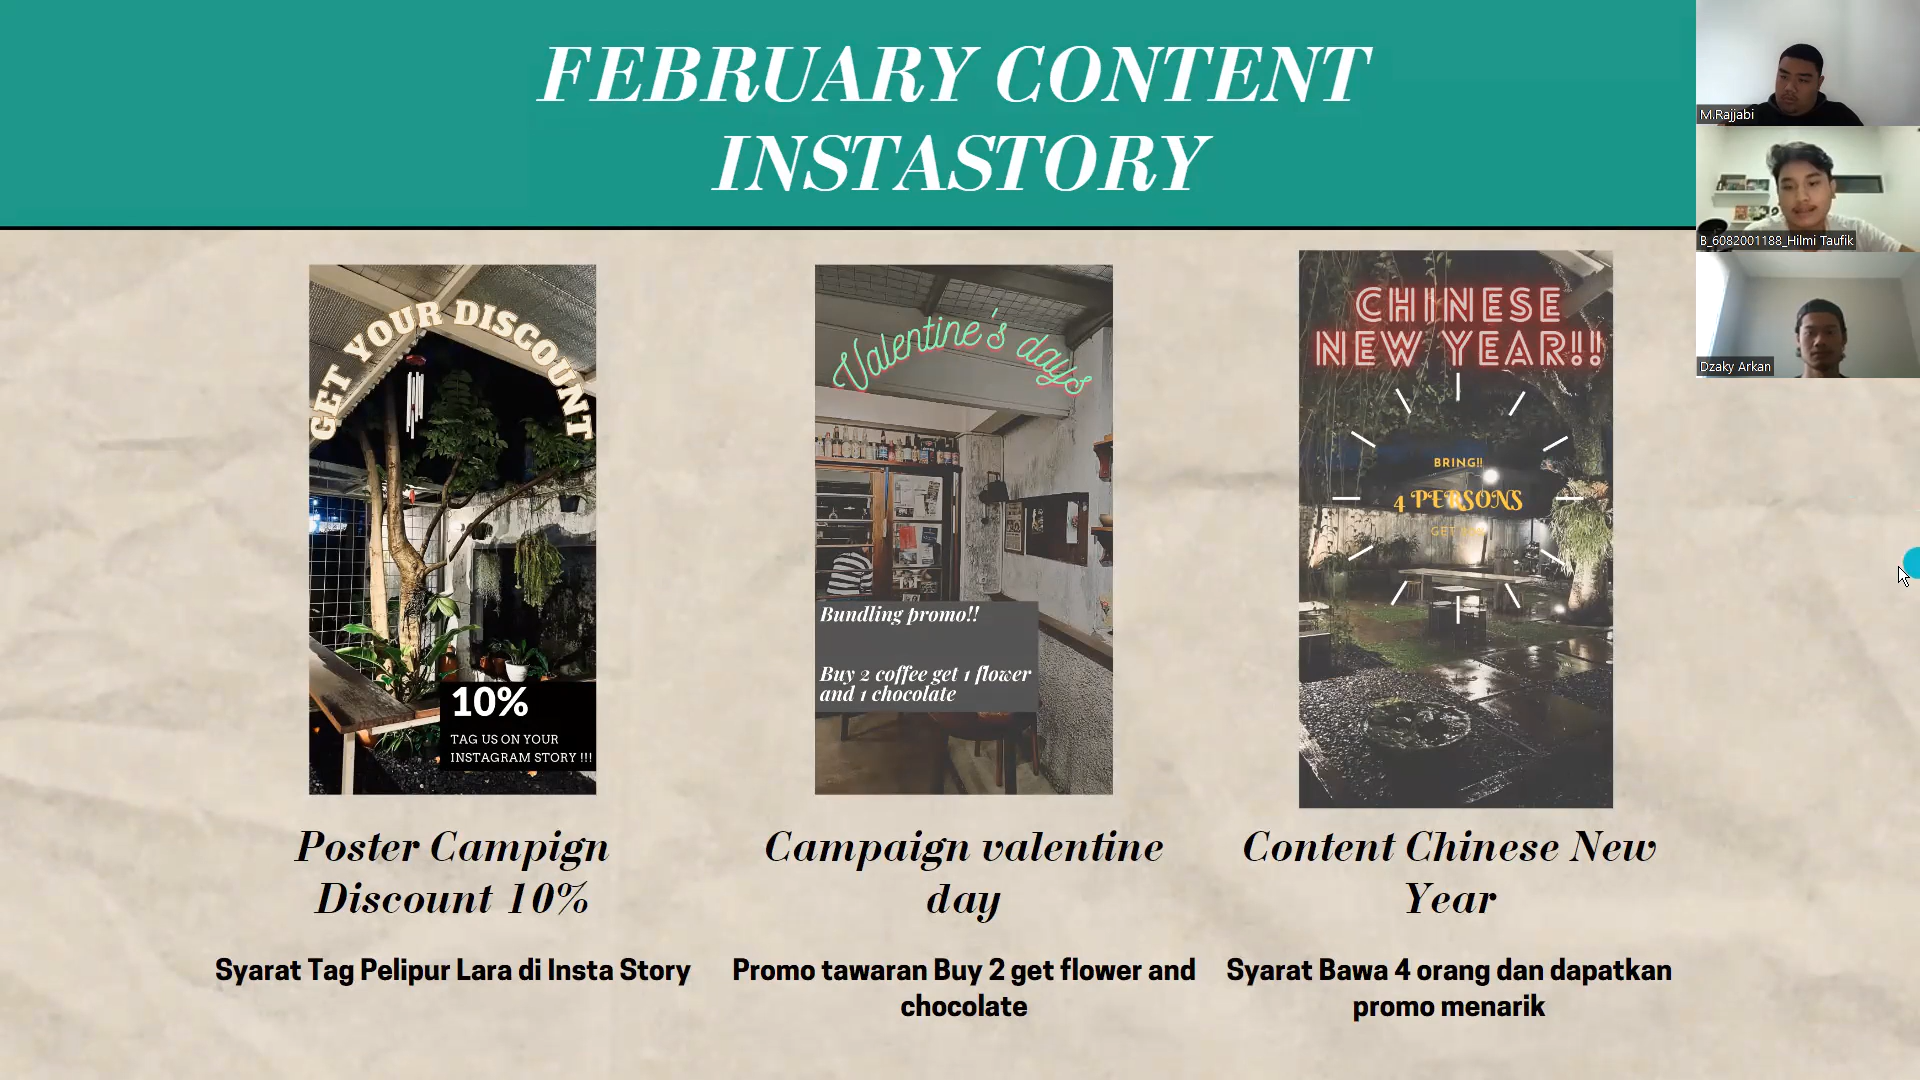 FEBRUARY CONTENT
INSTASTORY
GET YOUR DISCOUNT
10%
TAG US ON YOUR
INSTAGRAM STORY !!!
Poster Campign
Discount 10%
Syarat Tag Pelipur Lara di Insta Story
Valentine's days
Bundling promo!!
Buy 2 coffee get 1 flower
and 1 chocolate
Campaign valentine
day
Promo tawaran Buy 2 get flower and
chocolate
CHINESE
NEW YEAR!!
BRING!!
4 PERSONS
GET
Content Chinese New
Year
Syarat Bawa 4 orang dan dapatkan
promo menarik
M.Rajjabi
B_6082001188_Hilmi Taufik
Dzaky Arkan